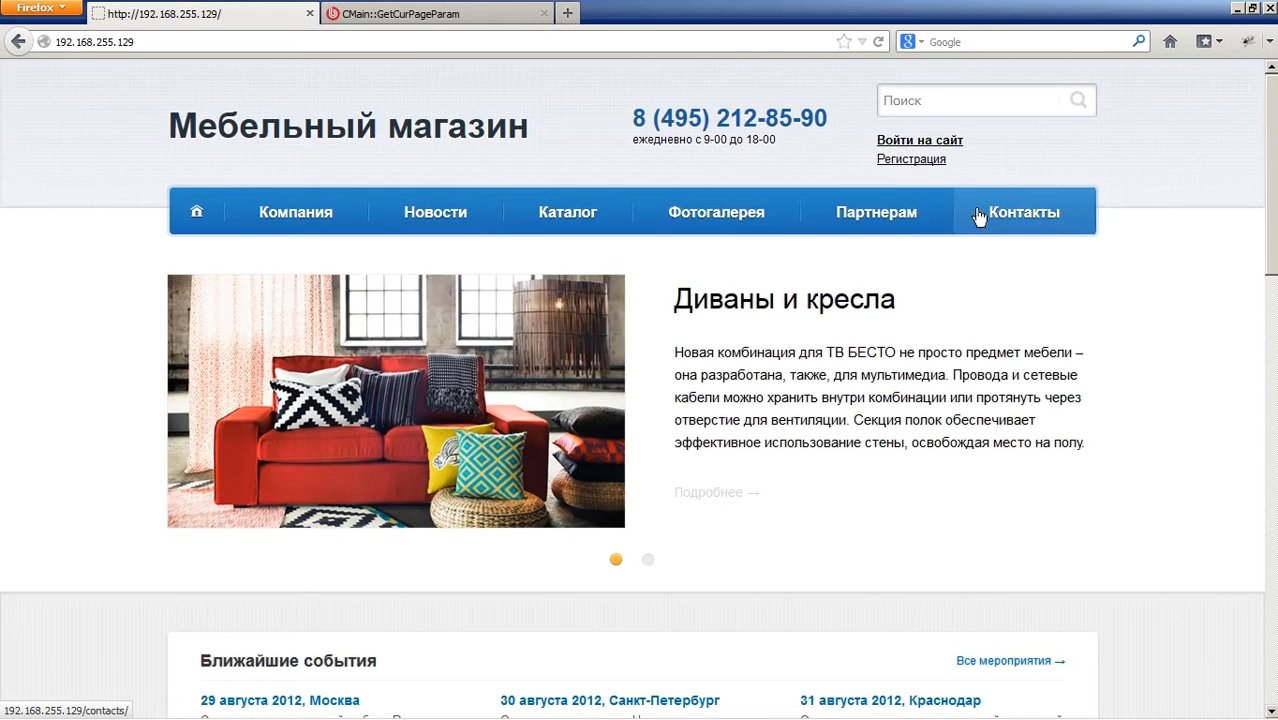 Firefox
http://192.168.255.129/
CMain::GetCurPageParam
192.168.255.129
Google
Мебельный магазин
8 (495) 212-85-90
ежедневно с 9-00 до 18-00
Поиск
Войти на сайт
Регистрация
Компания
Новости
Каталог
Фотогалерея
Партнерам
Контакты
Диваны и кресла
Новая комбинация для ТВ БЕСТО не просто предмет мебели –
она разработана, также, для мультимедиа. Провода и сетевые
кабели можно хранить внутри комбинации или протянуть через
отверстие для вентиляции. Секция полок обеспечивает
эффективное использование стены, освобождая место на полу.
Подробнее →
Ближайшие события
Все мероприятия →
29 августа 2012, Москва
30 августа 2012, Санкт-Петербург
31 августа 2012, Краснодар
192.168.255.129/contacts/